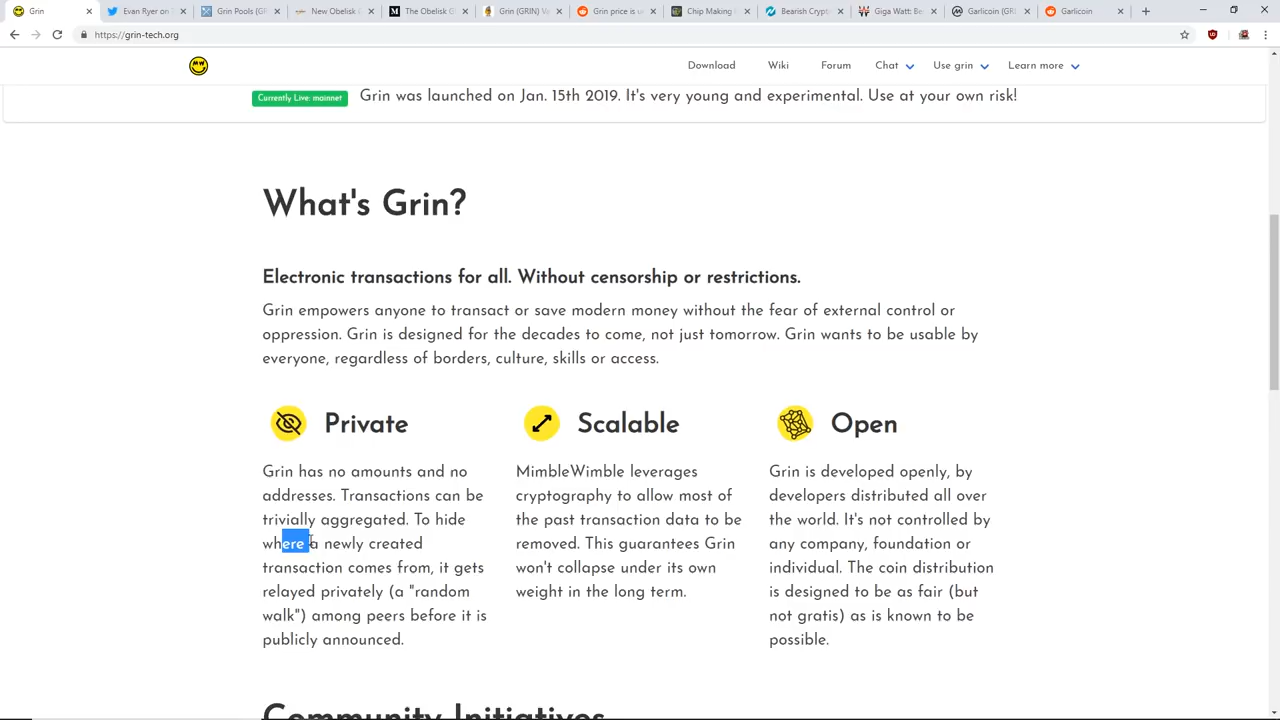 Grin
Evan Ryer on
Grin Pools (GR
New Obelisk
The Obelisk G
Grin (GRIN) V
Grin price is u
Chip Making
Bearish Crypt
Giga Watt: Be
Garlicoin (GR
Garlicoin
https://grin-tech.org
MW
Download
Wiki
Forum
Chat
Use grin
Learn more
Currently Live: mainnet
Grin was launched on Jan. 15th 2019. It's very young and experimental. Use at your own risk!
What's Grin?
Electronic transactions for all. Without censorship or restrictions.
Grin empowers anyone to transact or save modern money without the fear of external control or
oppression. Grin is designed for the decades to come, not just tomorrow. Grin wants to be usable by
everyone, regardless of borders, culture, skills or access.
Private
Grin has no amounts and no
addresses. Transactions can be
trivially aggregated. To hide
where a newly created
transaction comes from, it gets
relayed privately (a "random
walk") among peers before it is
publicly announced.
Scalable
MimbleWimble leverages
cryptography to allow most of
the past transaction data to be
removed. This guarantees Grin
won't collapse under its own
weight in the long term.
Open
Grin is developed openly, by
developers distributed all over
the world. It's not controlled by
any company, foundation or
individual. The coin distribution
is designed to be as fair (but
not gratis) as is known to be
possible.
Community Initiatives